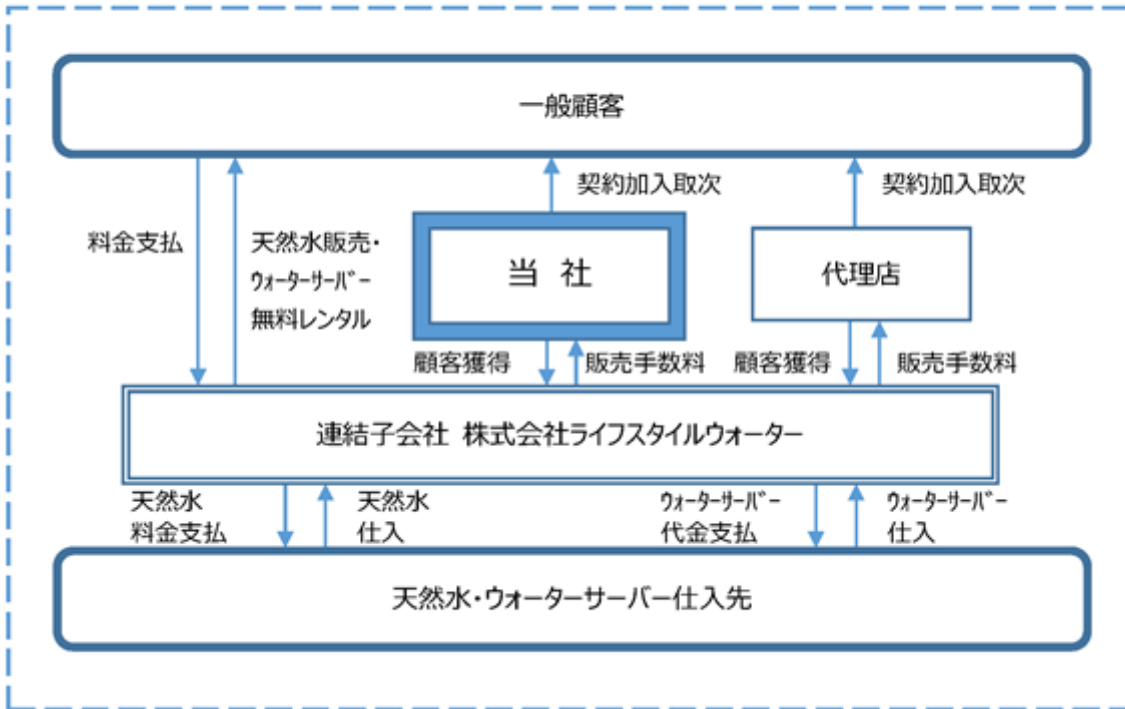 一般顧客
契約加入取次
契約加入取次
料金支払
天然水販売・
ｳｫｰﾀｰｻｰﾊﾞｰ
無料レンタル
当 社
代理店
顧客獲得
販売手数料
顧客獲得
販売手数料
連結子会社 株式会社ライフスタイルウォーター
天然水
料金支払
天然水
仕入
ｳｫｰﾀｰｻｰﾊﾞｰ
代金支払
ｳｫｰﾀｰｻｰﾊﾞｰ
仕入
天然水・ウォーターサーバー仕入先